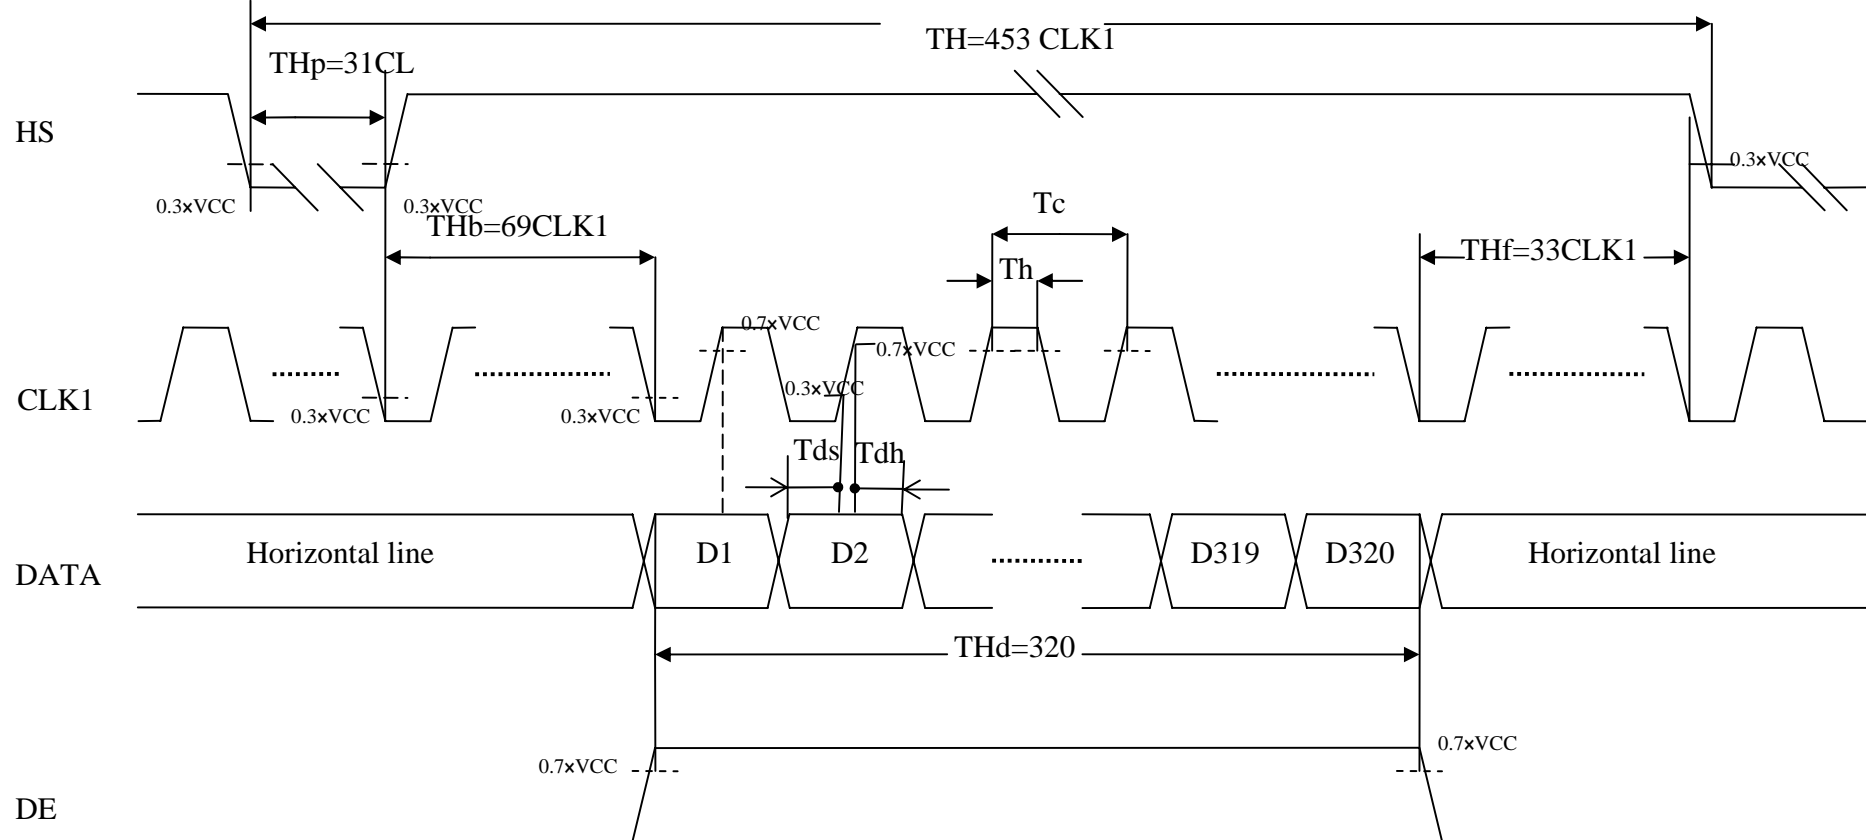 TH=453 CLK1
THp=31CL
HS
0.3×VCC
0.3×VCC
0.3×VCC
THb=69CLK1
Tc
Th
THf=33CLK1
0.7×VCC
0.7×VCC
0.3×VCC
CLK1
0.3×VCC
0.3×VCC
Tds
Tdh
Horizontal line
D1
D2
D319
D320
Horizontal line
DATA
THd=320
0.7×VCC
0.7×VCC
DE